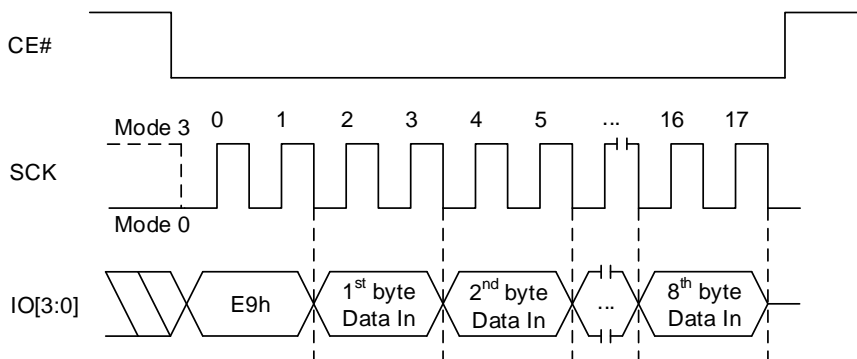 CE#
0 1 2 3 4 5 ... 16 17
Mode 3
SCK
Mode 0
IO[3:0]
E9h
1st byte
Data In
2nd byte
Data In
...
8th byte
Data In